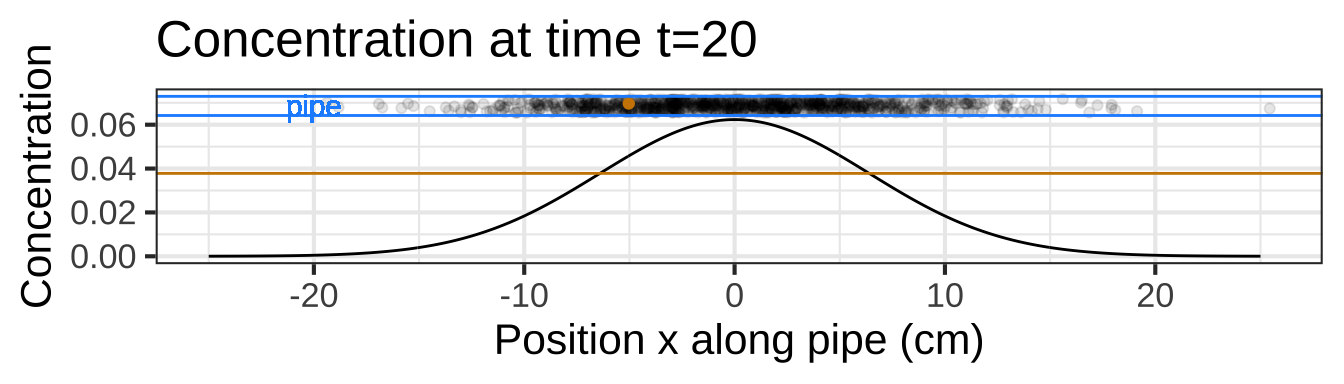 Concentration at time t=20
Concentration
pipe
0.06
0.04
0.02
0.00
-20 -10 0 10 20
Position x along pipe (cm)